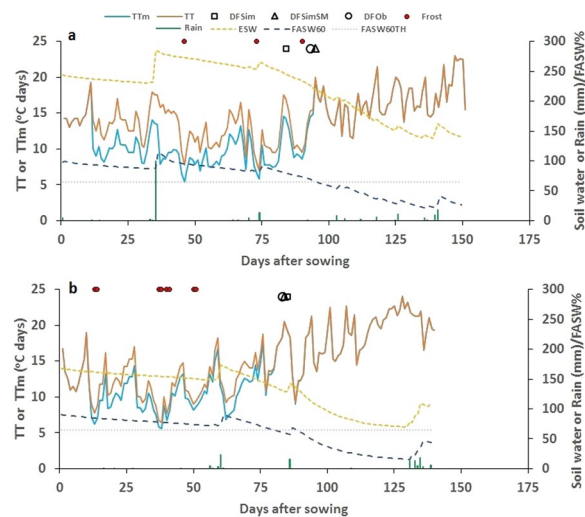 TTm TT DFSim DFSimSM DFOb Frost
Rain ESW FASW60 FASW60TH
a
25 20 15 10 5 0
TT or TTm (°C days)
300 250 200 150 100 50 0
Soil water or Rain (mm)/FASW%
0 25 50 75 100 125 150
Days after sowing
b
25 20 15 10 5 0
TT or TTm (°C days)
300 250 200 150 100 50 0
Soil water or Rain (mm)/FASW%
0 25 50 75 100 125 150
Days after sowing